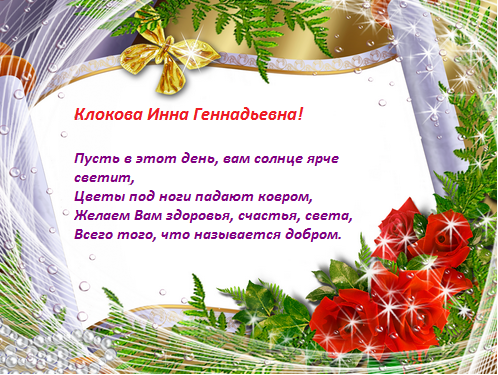 Клокова Инна Геннадьевна!
Пусть в этот день, вам солнце ярче
светит,
Цветы под ноги падают ковром,
Желаем Вам здоровья, счастья, света,
Всего того, что называется добром.